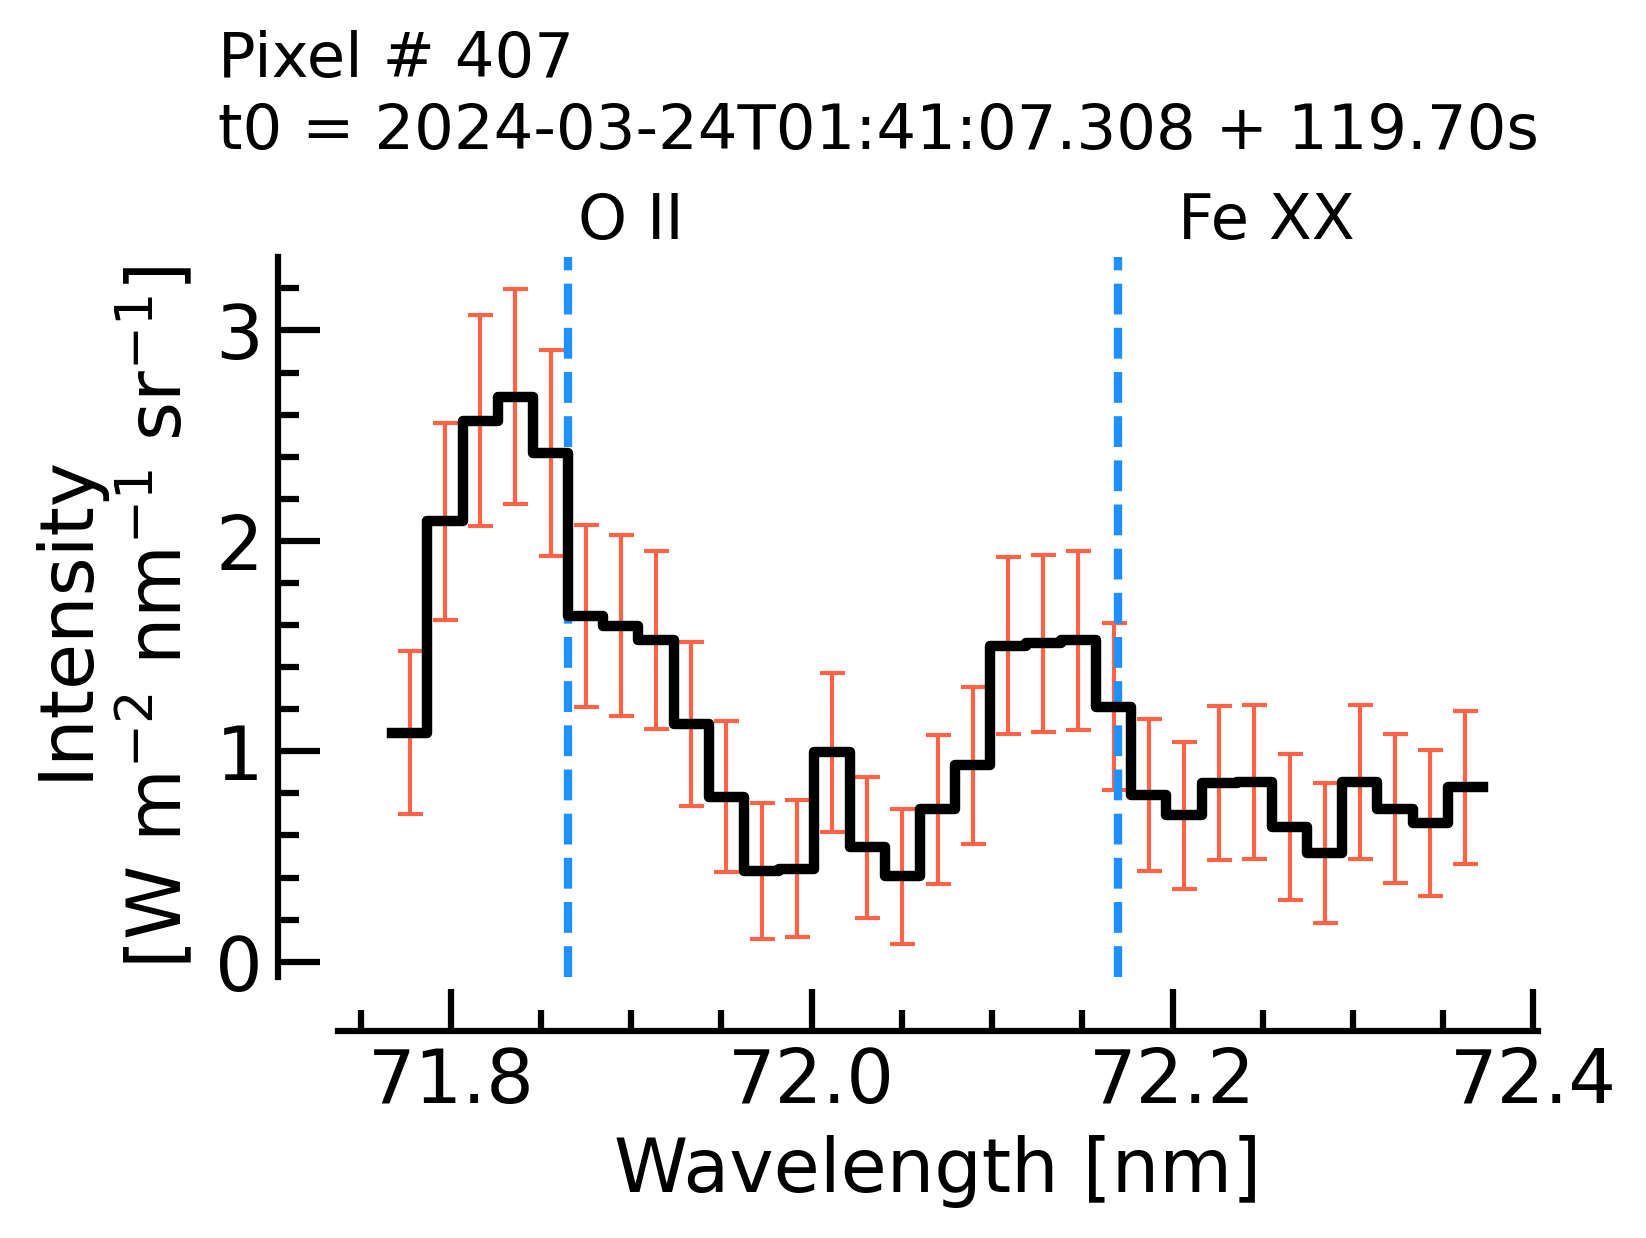 Pixel # 407
t0 = 2024-03-24T01:41:07.308 + 119.70s
O II
Fe XX
Intensity
[W m⁻² nm⁻¹ sr⁻¹]
3
2
1
0
71.8 72.0 72.2 72.4
Wavelength [nm]